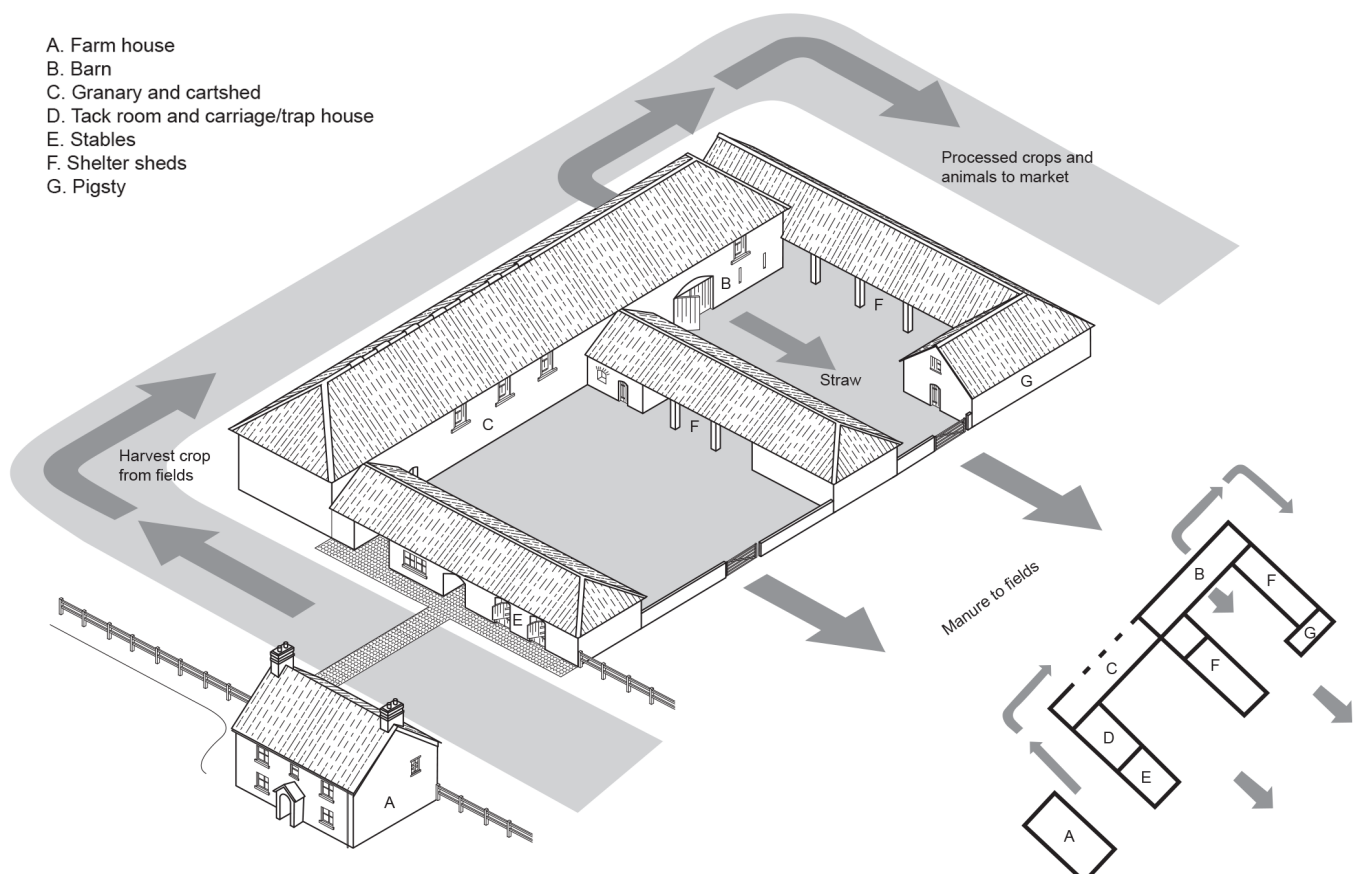 A. Farm house
B. Barn
C. Granary and cartshed
D. Tack room and carriage/trap house
E. Stables
F. Shelter sheds
G. Pigsty
Processed crops and
animals to market
B
F
Straw
G
C
F
Harvest crop
from fields
E
Manure to fields
A
B
F
G
C
F
D
E
A